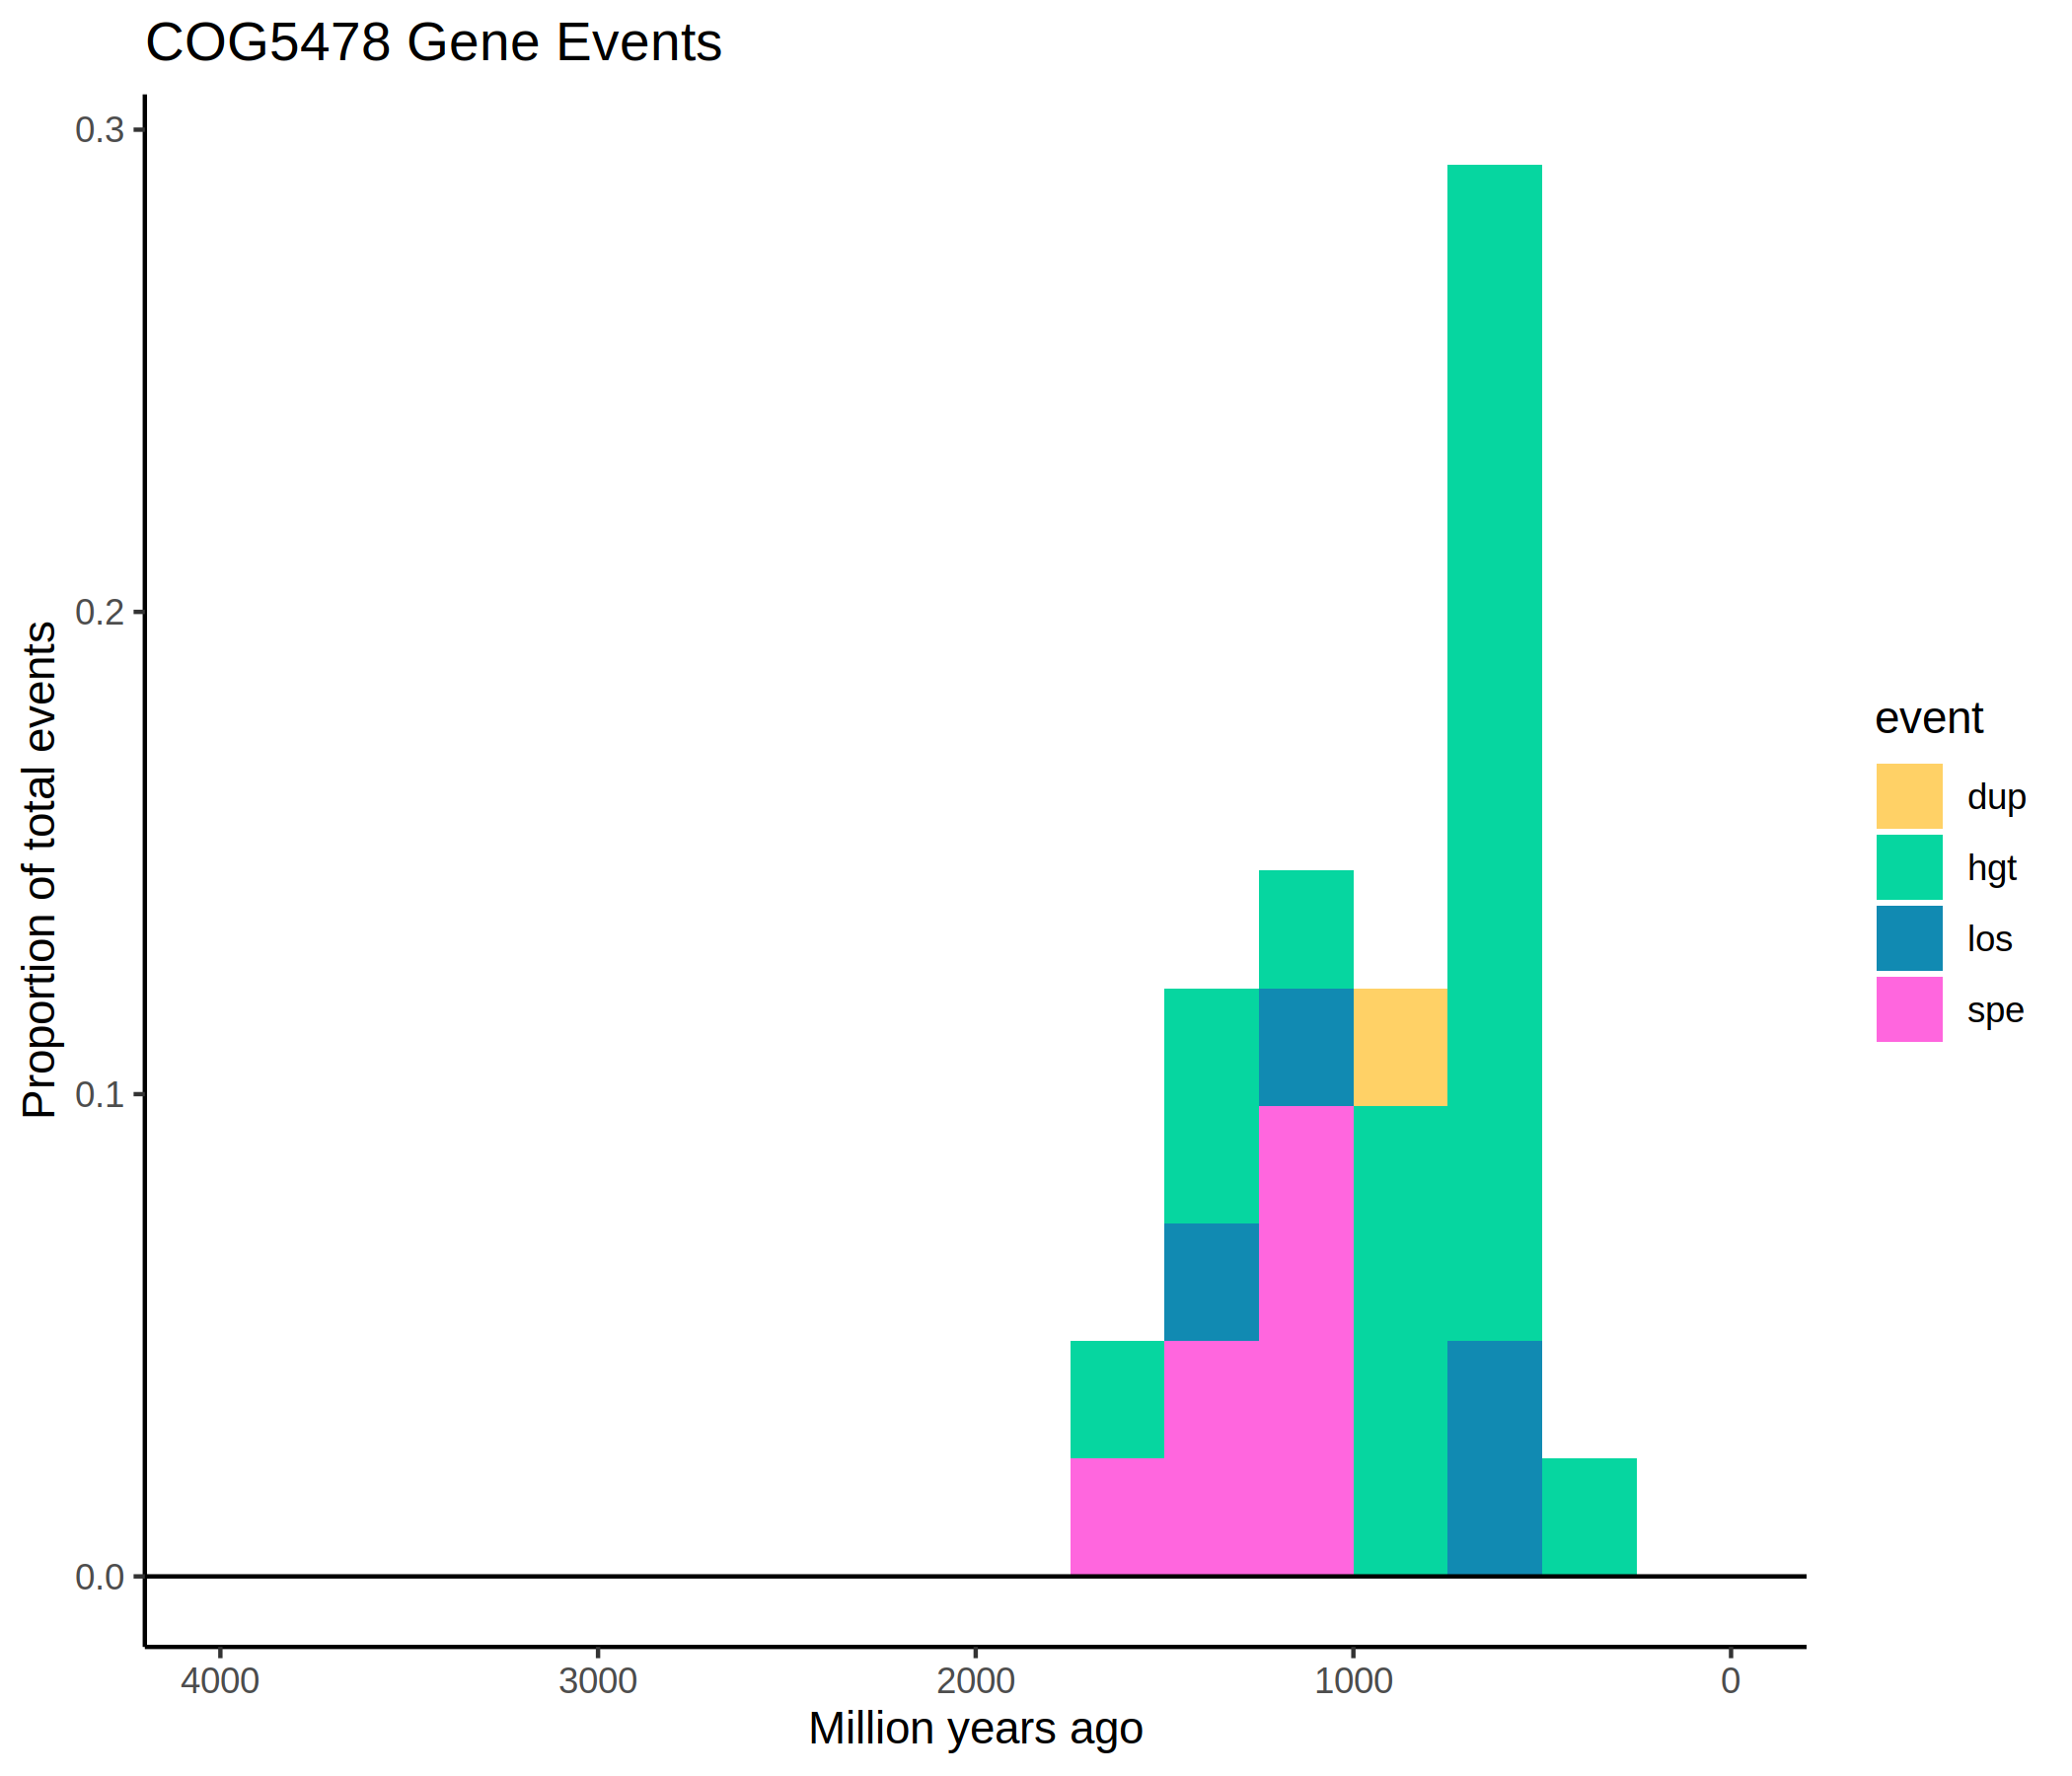 COG5478 Gene Events
Proportion of total events
0.3
0.2
0.1
0.0
4000 3000 2000 1000 0
Million years ago
event
dup
hgt
los
spe